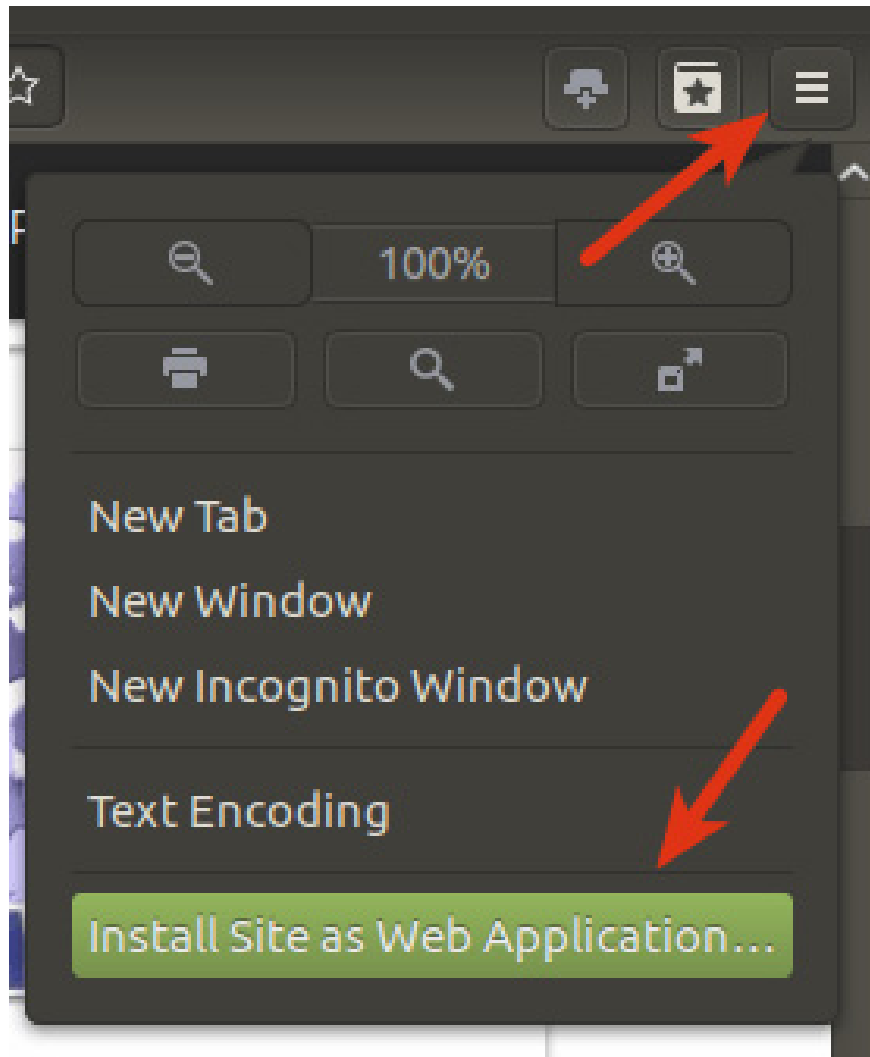 P
100%
New Tab
New Window
New Incognito Window
Text Encoding
Install Site as Web Application...